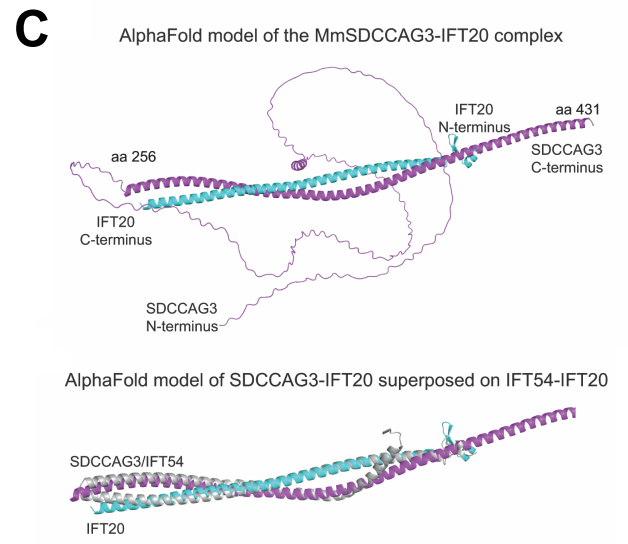 C
AlphaFold model of the MmSDCCAG3-IFT20 complex
IFT20
N-terminus
aa 431
aa 256
SDCCAG3
C-terminus
IFT20
C-terminus
SDCCAG3
N-terminus
AlphaFold model of SDCCAG3-IFT20 superposed on IFT54-IFT20
SDCCAG3/IFT54
IFT20